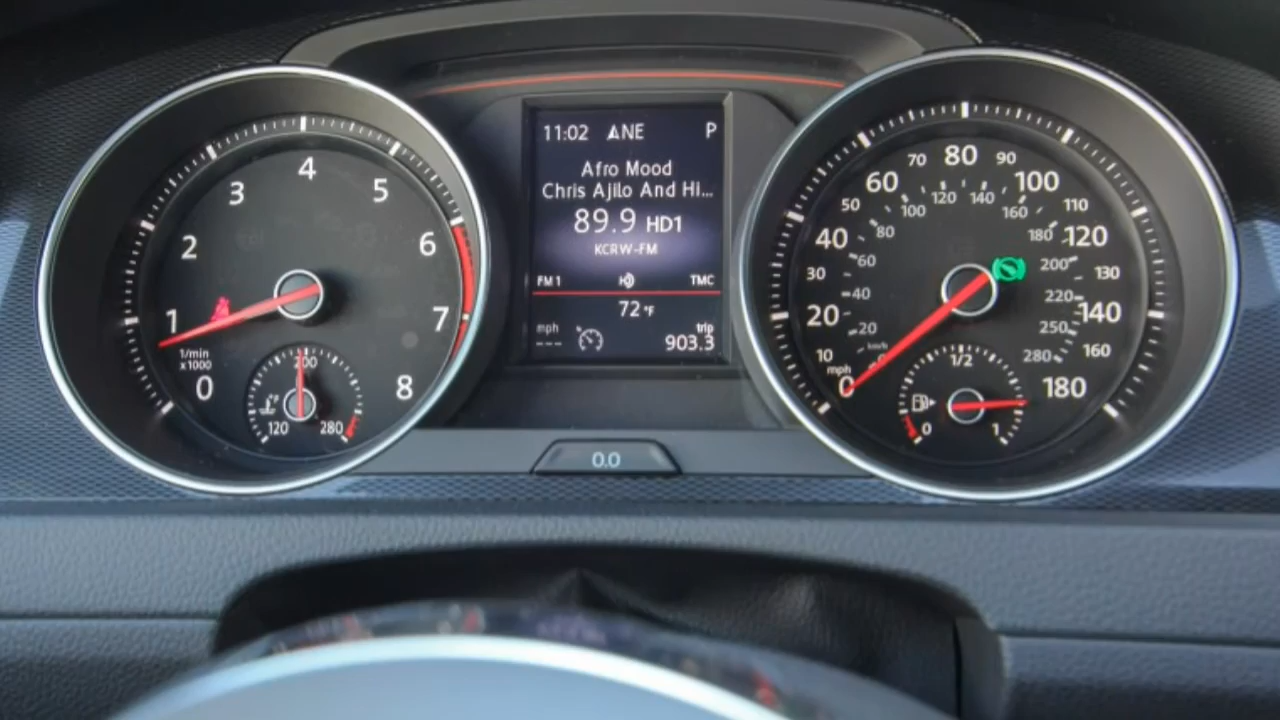 4
3
5
2
6
1
7
1/min
x1000
0
8
200
120
280
°F
11:02 NE P
Afro Mood
Chris Ajilo And HI...
89.9 HD1
KCRW-FM
FM1 HD TMC
72 °F
mph
--- trip
903.3
0.0
80
70 90
60 100
50 110
40 120
30 130
20 140
10 160
mph
0 180
120 140
100 160
80 180
60 200
40 220
20 250
km/h
0 280
1/2
0 1